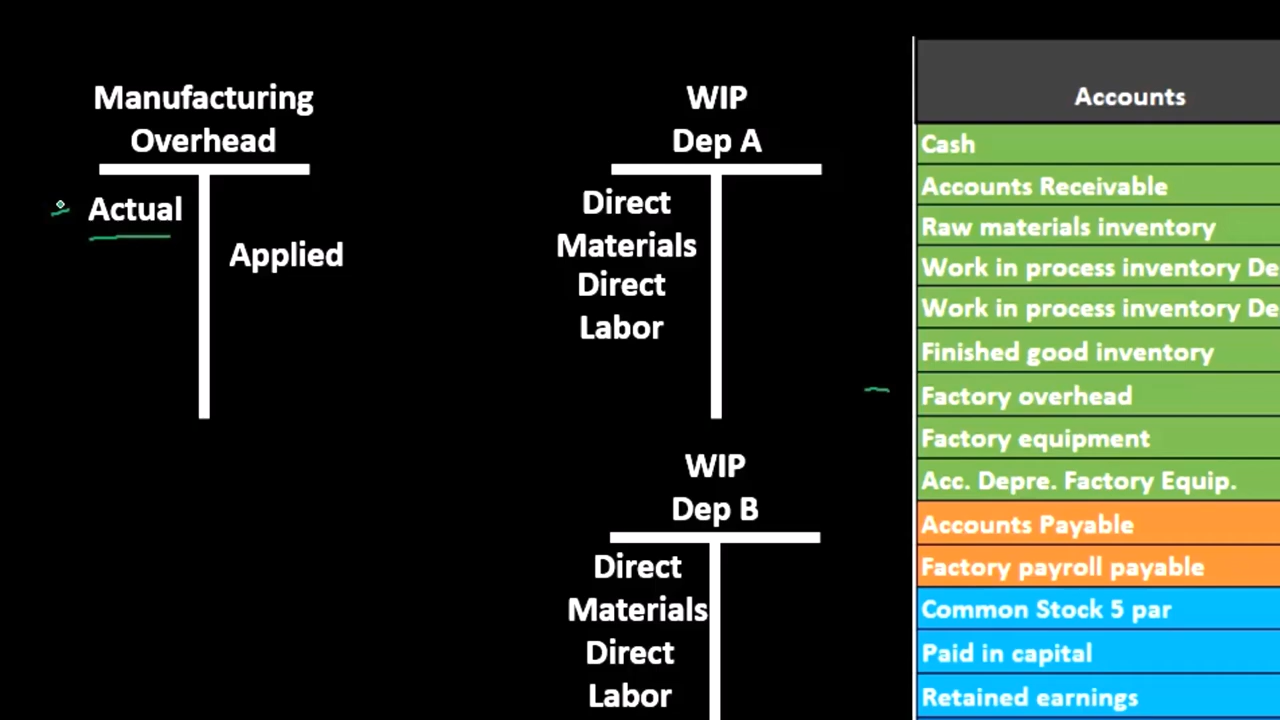 Manufacturing
Overhead
Actual
Applied
WIP
Dep A
Direct
Materials
Direct
Labor
WIP
Dep B
Direct
Materials
Direct
Labor
Accounts
Cash
Accounts Receivable
Raw materials inventory
Work in process inventory De
Work in process inventory De
Finished good inventory
Factory overhead
Factory equipment
Acc. Depre. Factory Equip.
Accounts Payable
Factory payroll payable
Common Stock 5 par
Paid in capital
Retained earnings